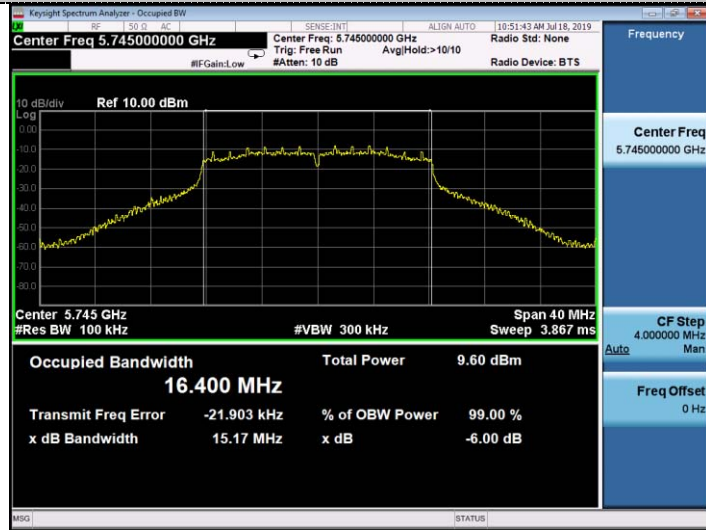 Keysight Spectrum Analyzer - Occupied BW
RF 50 Ω AC SENSE:INT ALIGN AUTO 10:51:43 AM Jul 18, 2019
Center Freq 5.745000000 GHz
Center Freq: 5.745000000 GHz
Radio Std: None
Trig: Free Run Avg|Hold:>10/10
#IFGain:Low
#Atten: 10 dB
Radio Device: BTS
Frequency
10 dB/div Ref 10.00 dBm
Log
0.00
-10.0
-20.0
-30.0
-40.0
-50.0
-60.0
-70.0
-80.0
Center Freq
5.745000000 GHz
Center 5.745 GHz
Span 40 MHz
#Res BW 100 kHz
#VBW 300 kHz
Sweep 3.867 ms
CF Step
4.000000 MHz
Auto Man
Freq Offset
0 Hz
Occupied Bandwidth
16.400 MHz
Total Power 9.60 dBm
Transmit Freq Error -21.903 kHz
% of OBW Power 99.00 %
x dB Bandwidth 15.17 MHz
x dB -6.00 dB
MSG
STATUS